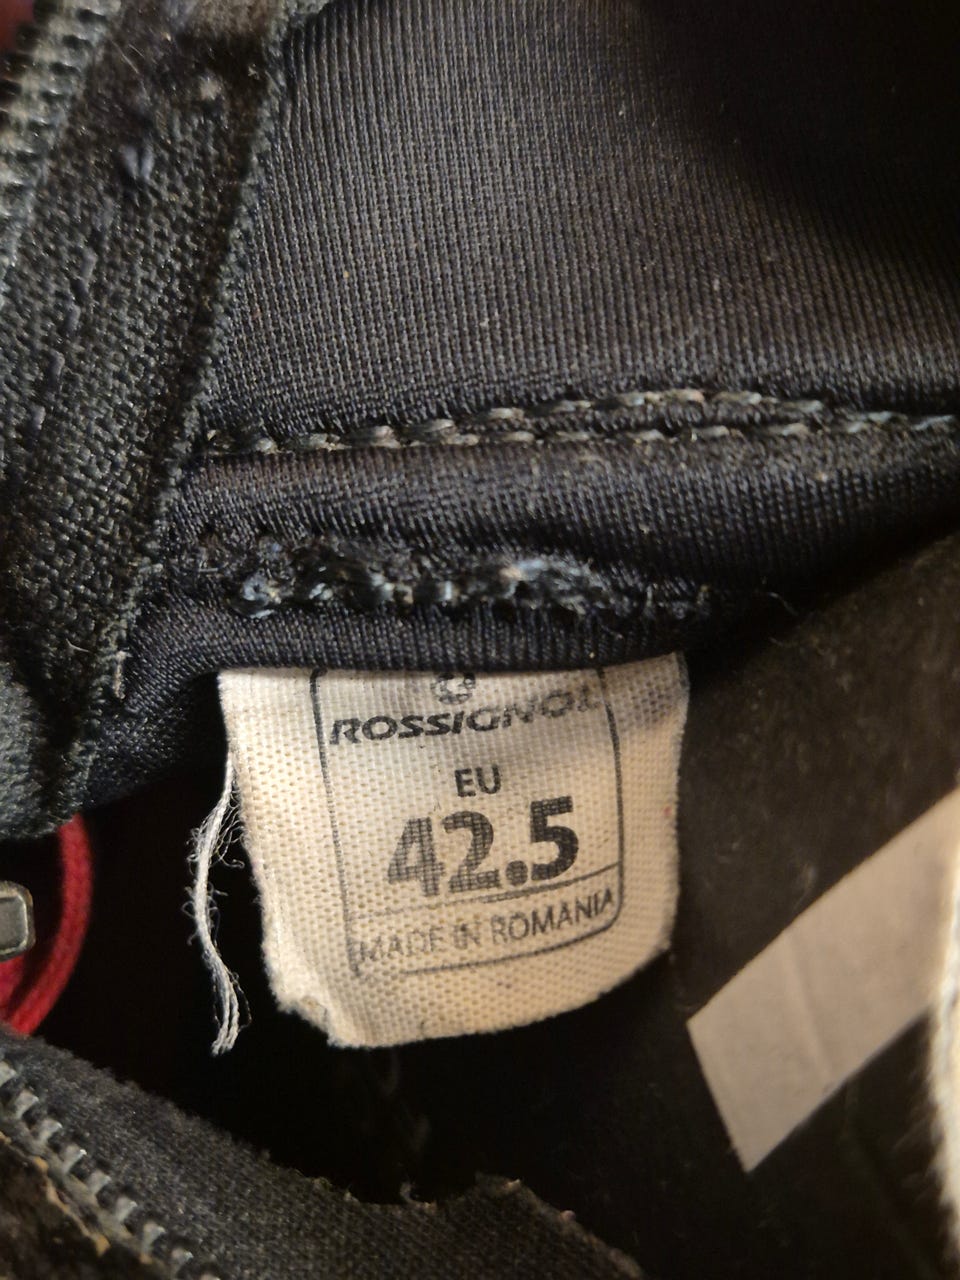 ROSSIGNOL
EU
42.5
MADE IN ROMANIA